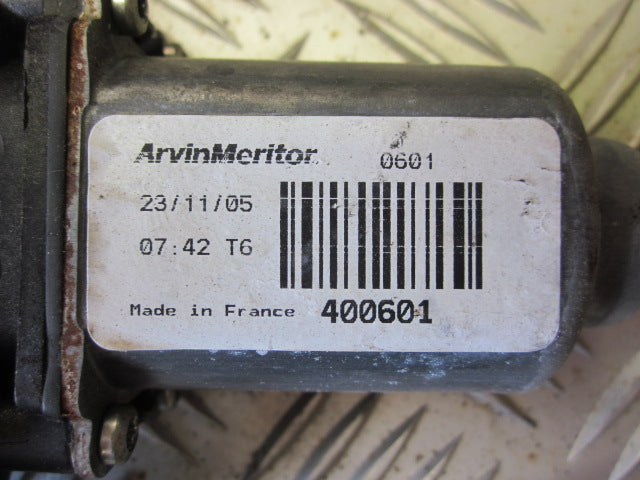 ArvinMeritor. 0601
23/11/05
07:42 T6
Made in France 400601